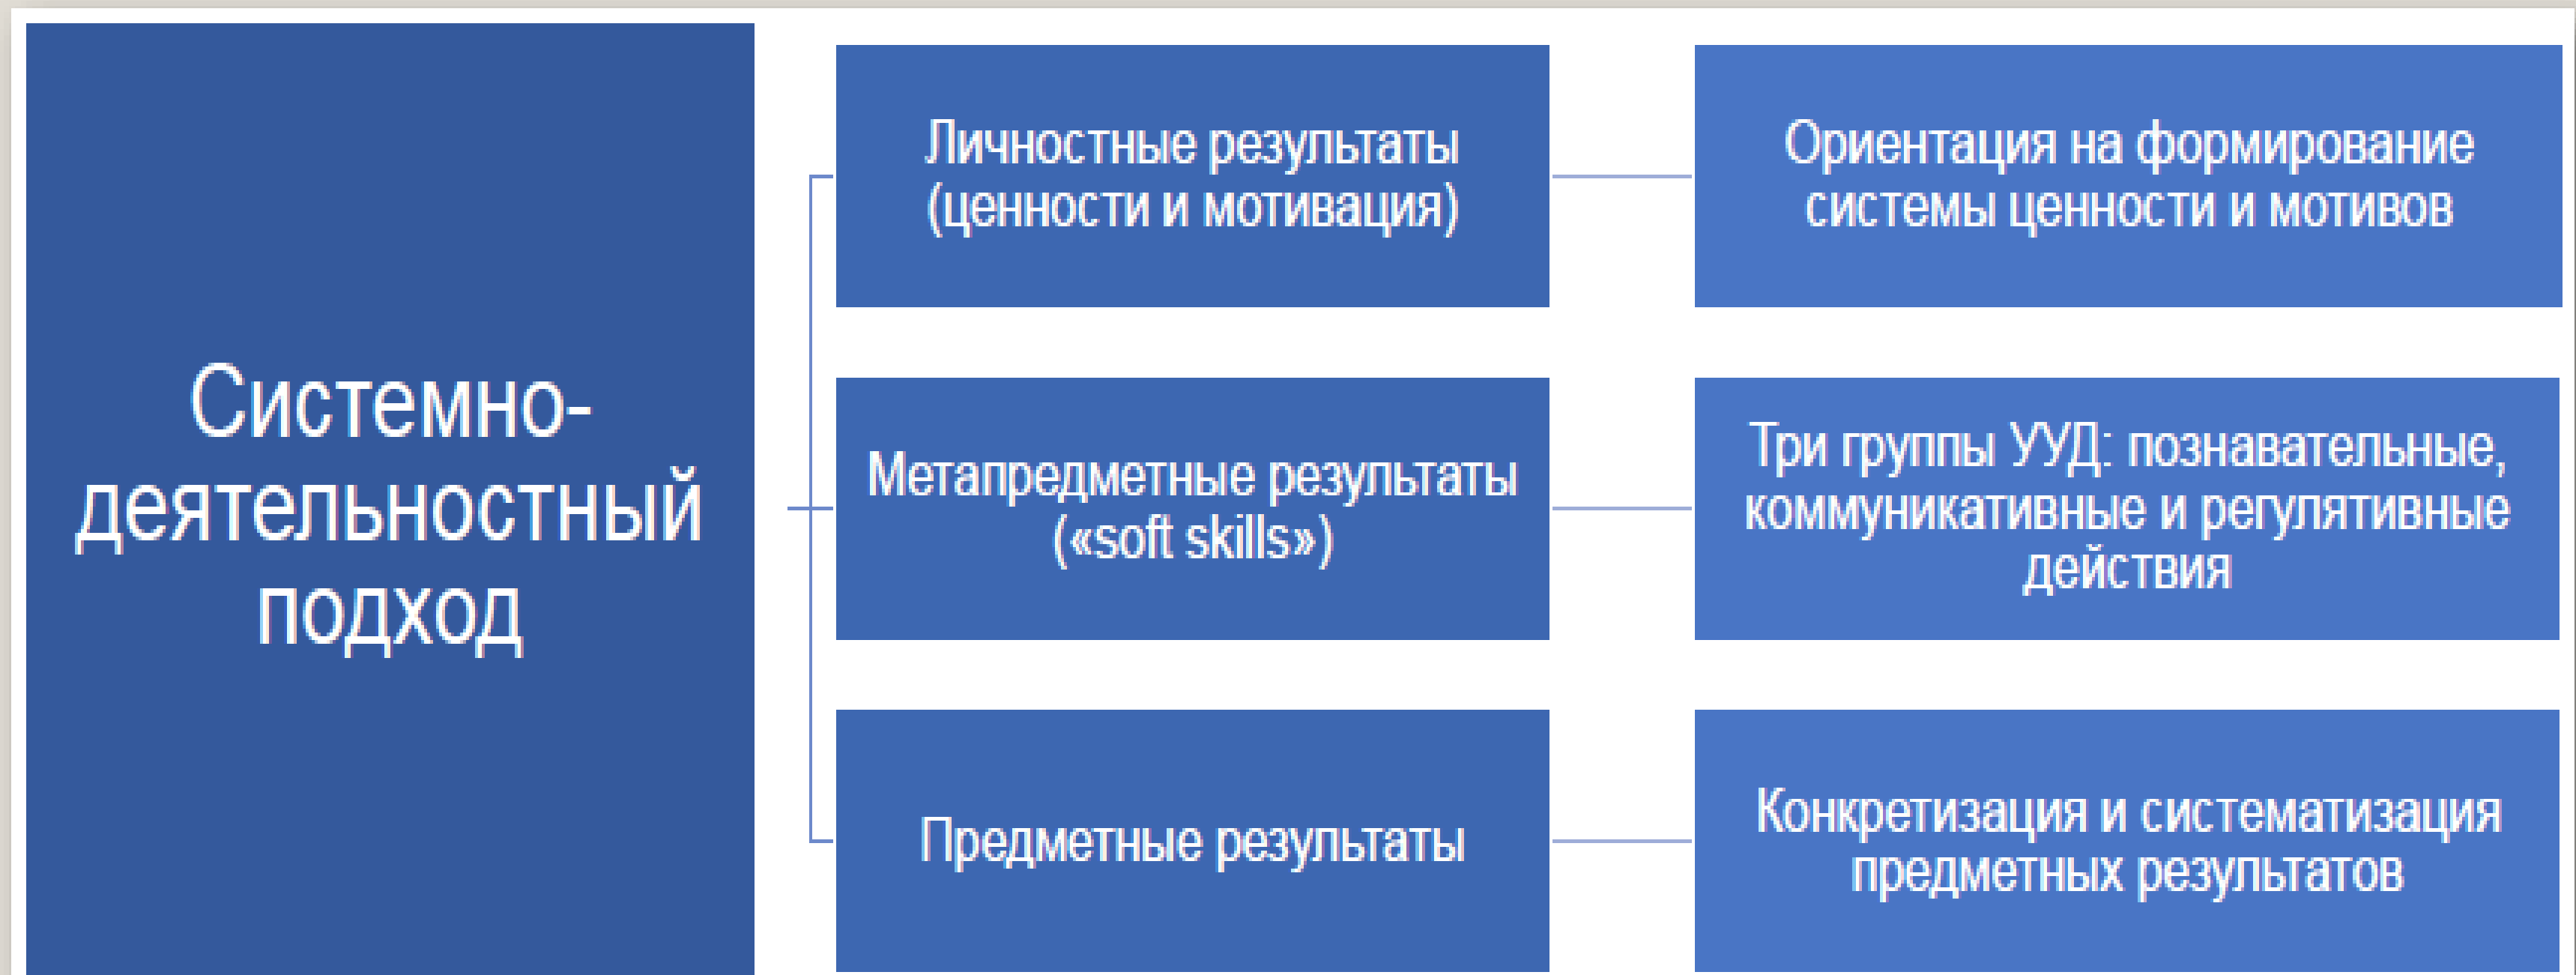 Системно-
деятельностный
подход
Личностные результаты
(ценности и мотивация)
Ориентация на формирование
системы ценности и мотивов
Метапредметные результаты
(«soft skills»)
Три группы УУД: познавательные,
коммуникативные и регулятивные
действия
Предметные результаты
Конкретизация и систематизация
предметных результатов